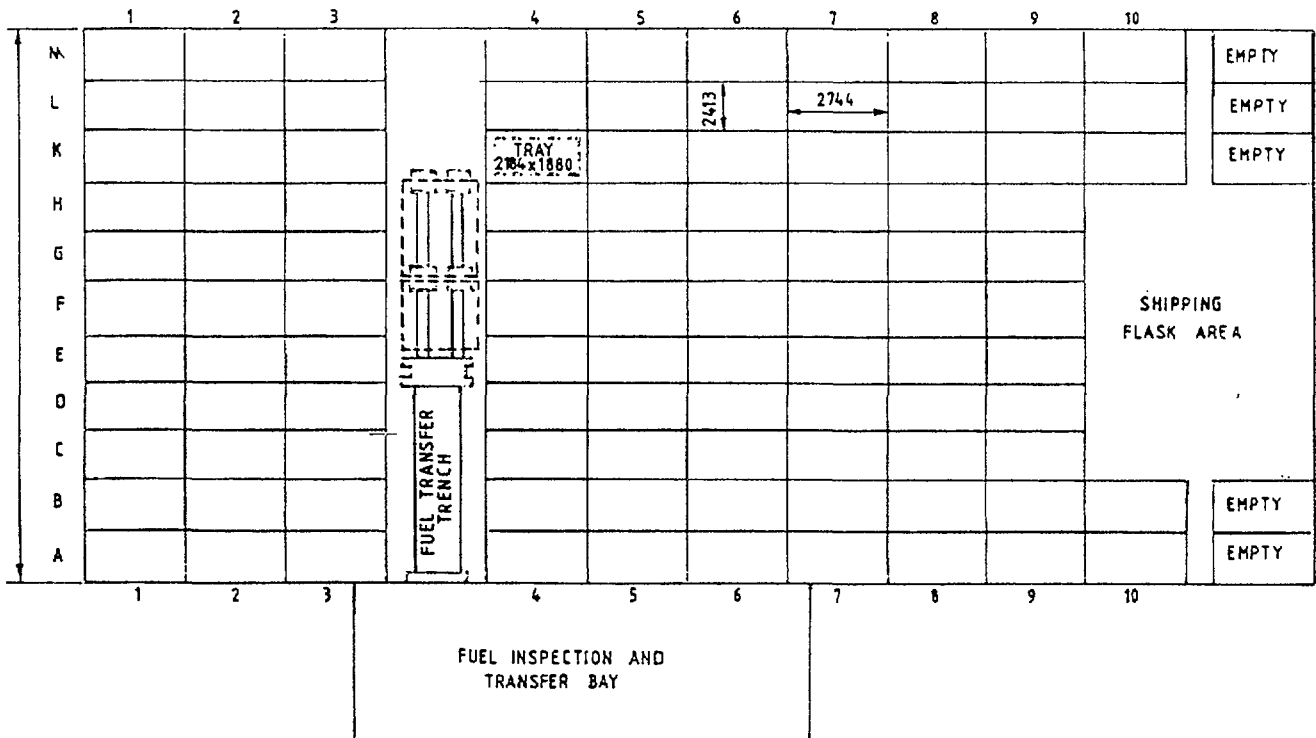 1 2 3 4 5 6 7 8 9 10
M EMPTY
L 2413 2744 EMPTY
K TRAY EMPTY
2184x1880
H
G
F SHIPPING
FLASK AREA
E
D
C
B EMPTY
A EMPTY
FUEL TRANSFER
TRENCH
1 2 3 4 5 6 7 8 9 10
FUEL INSPECTION AND
TRANSFER BAY